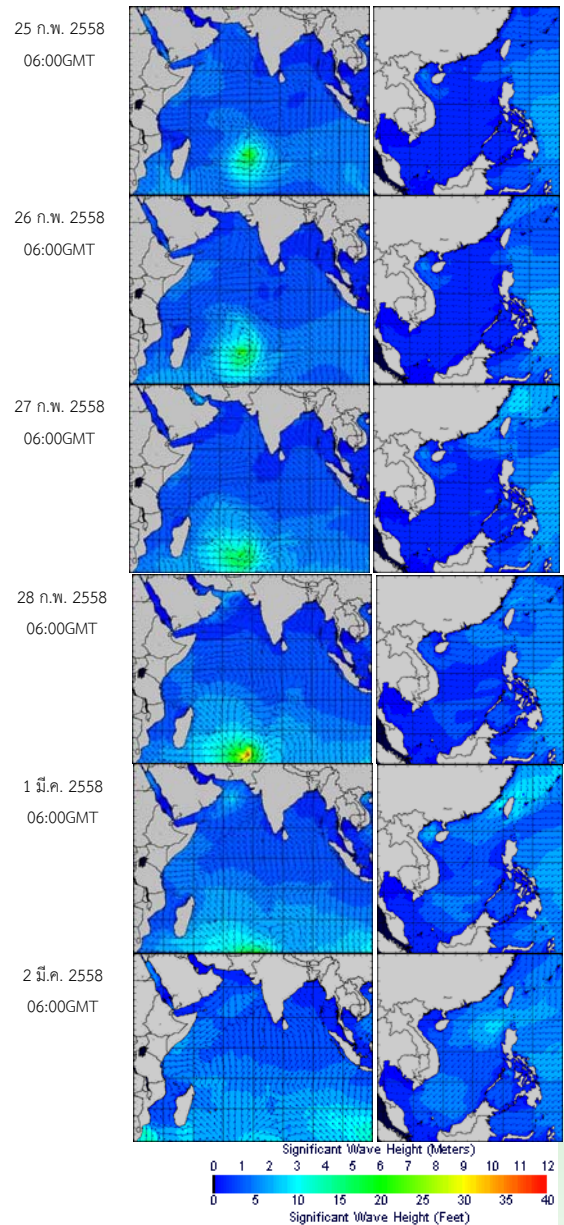 25 ก.พ. 2558
06:00GMT
26 ก.พ. 2558
06:00GMT
27 ก.พ. 2558
06:00GMT
28 ก.พ. 2558
06:00GMT
1 มี.ค. 2558
06:00GMT
2 มี.ค. 2558
06:00GMT
Significant Wave Height (Meters)
0 1 2 3 4 5 6 7 8 9 10 11 12
0 5 10 15 20 25 30 35 40
Significant Wave Height (Feet)